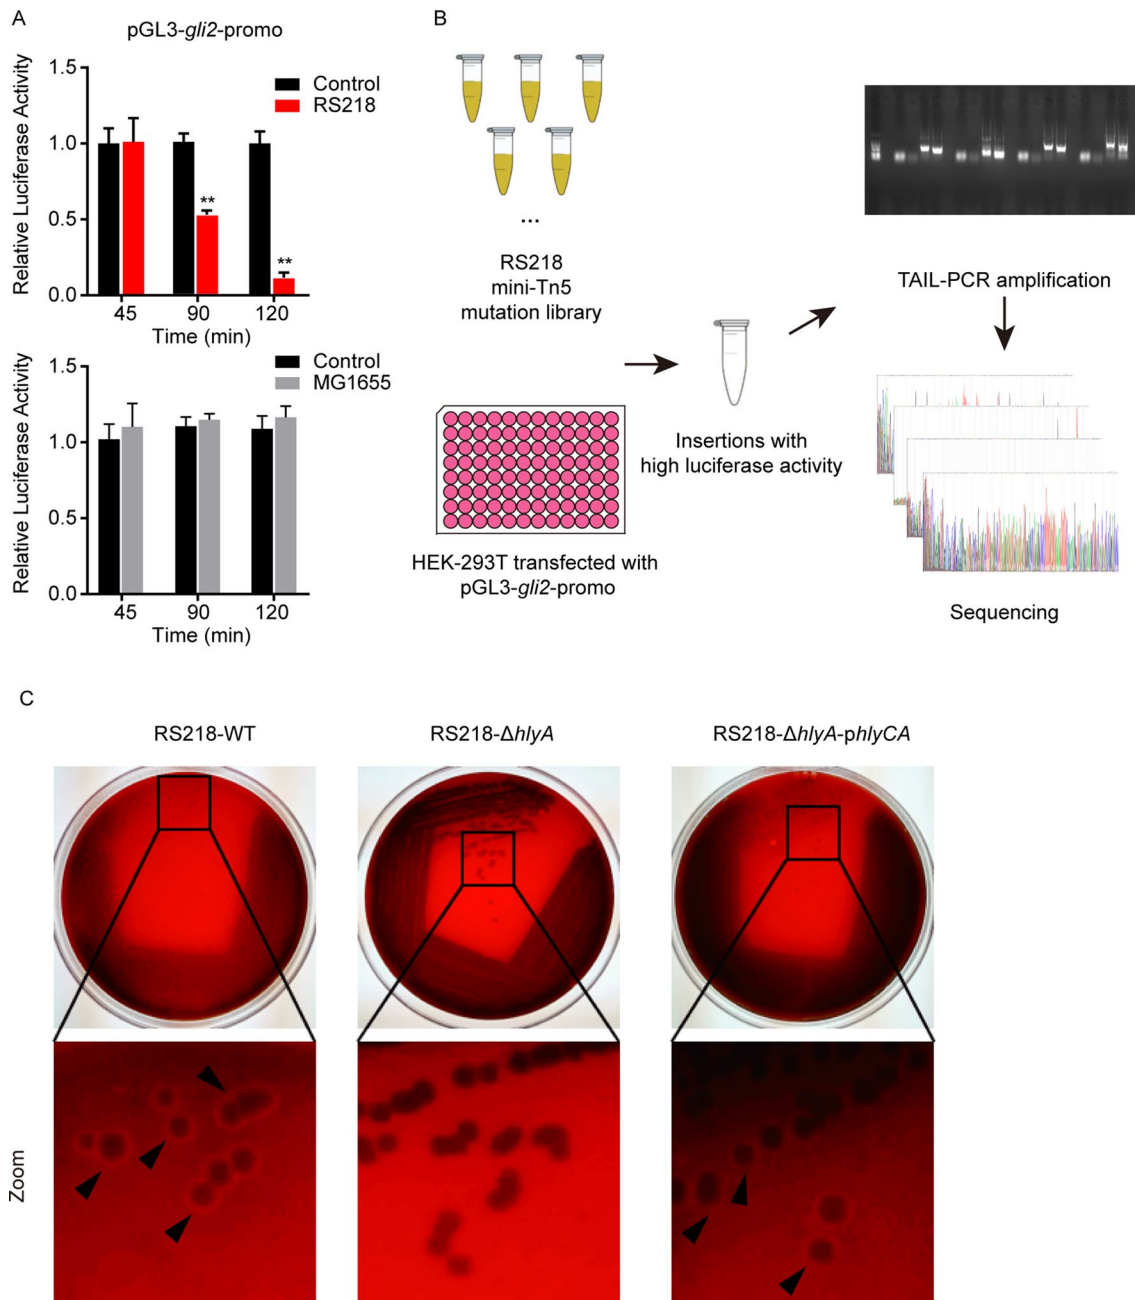 A
pGL3-gli2-promo
Relative Luciferase Activity
1.5
1.0
0.5
0.0
Control
RS218
**
**
45
90
120
Time (min)
Relative Luciferase Activity
1.5
1.0
0.5
0.0
Control
MG1655
45
90
120
Time (min)
B
...
RS218
mini-Tn5
mutation library
HEK-293T transfected with
pGL3-gli2-promo
Insertions with
high luciferase activity
TAIL-PCR amplification
Sequencing
C
RS218-WT
RS218-ΔhlyA
RS218-ΔhlyA-phlyCA
Zoom